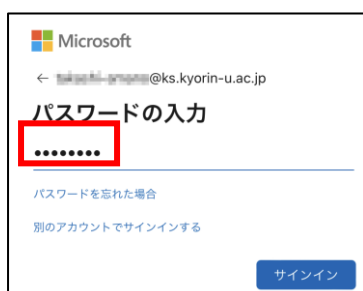 Microsoft
← @ks.kyorin-u.ac.jp
パスワードの入力
••••••••
パスワードを忘れた場合
別のアカウントでサインインする
サインイン